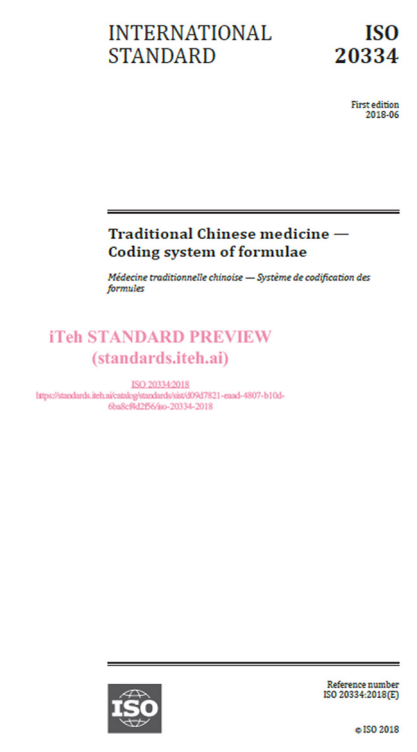 INTERNATIONAL
STANDARD
ISO
20334
First edition
2018-06
Traditional Chinese medicine —
Coding system of formulae
Médecine traditionnelle chinoise — Système de codification des
formules
iTeh STANDARD PREVIEW
(standards.iteh.ai)
ISO 20334:2018
https://standards.iteh.ai/catalog/standards/sist/d09d7821-eaad-4807-b10d-
6ba8cf4d2f56/iso-20334-2018
ISO
Reference number
ISO 20334:2018(E)
© ISO 2018